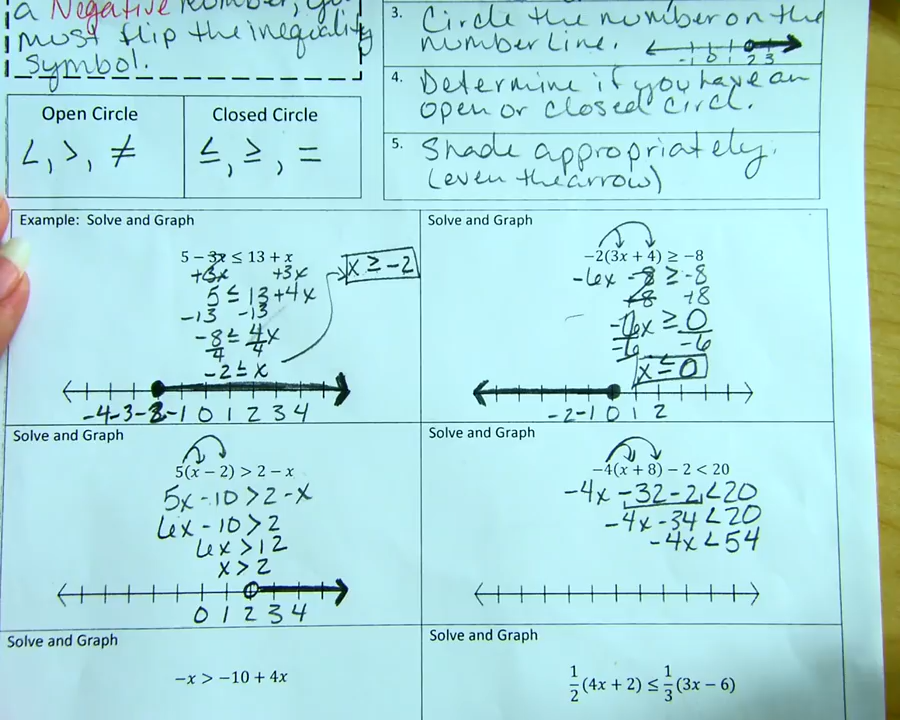 a Negative number, you
must flip the inequality
symbol.
3. Circle the number on the
number line.
-1 0 1 2 3
4. Determine if you have an
open or closed circl.
5. Shade appropriately.
(even the arrow)
Open Circle Closed Circle
<, >, ≠ ≤, ≥, =
Example: Solve and Graph
5 − 3x ≤ 13 + x
+3x +3x
5 ≤ 13 + 4x
-13 -13
-8/4 ≤ 4x/4
-2 ≤ x
x ≥ -2
-4 -3 -2 -1 0 1 2 3 4
Solve and Graph
−2(3x + 4) ≥ −8
-6x -8 ≥ -8
+8 +8
-6x ≥ 0
-6 -6
x ≤ 0
-2 -1 0 1 2
Solve and Graph
5(x − 2) > 2 − x
5x - 10 > 2 - x
6x - 10 > 2
6x > 12
x > 2
0 1 2 3 4
Solve and Graph
−4(x + 8) − 2 < 20
-4x -32 - 2 < 20
-4x - 34 < 20
-4x < 54
Solve and Graph
−x > −10 + 4x
Solve and Graph
1/2(4x + 2) ≤ 1/3(3x − 6)